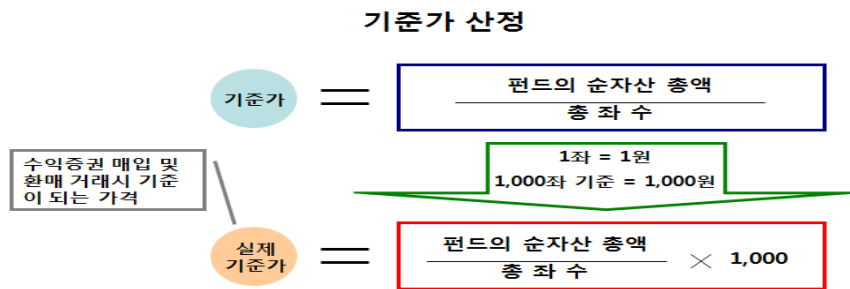 기준가 산정
기준가
=
펀드의 순자산 총액
총 좌 수
1좌 = 1원
1,000좌 기준 = 1,000원
수익증권 매입 및
환매 거래시 기준
이 되는 가격
실제
기준가
=
펀드의 순자산 총액
총 좌 수
× 1,000